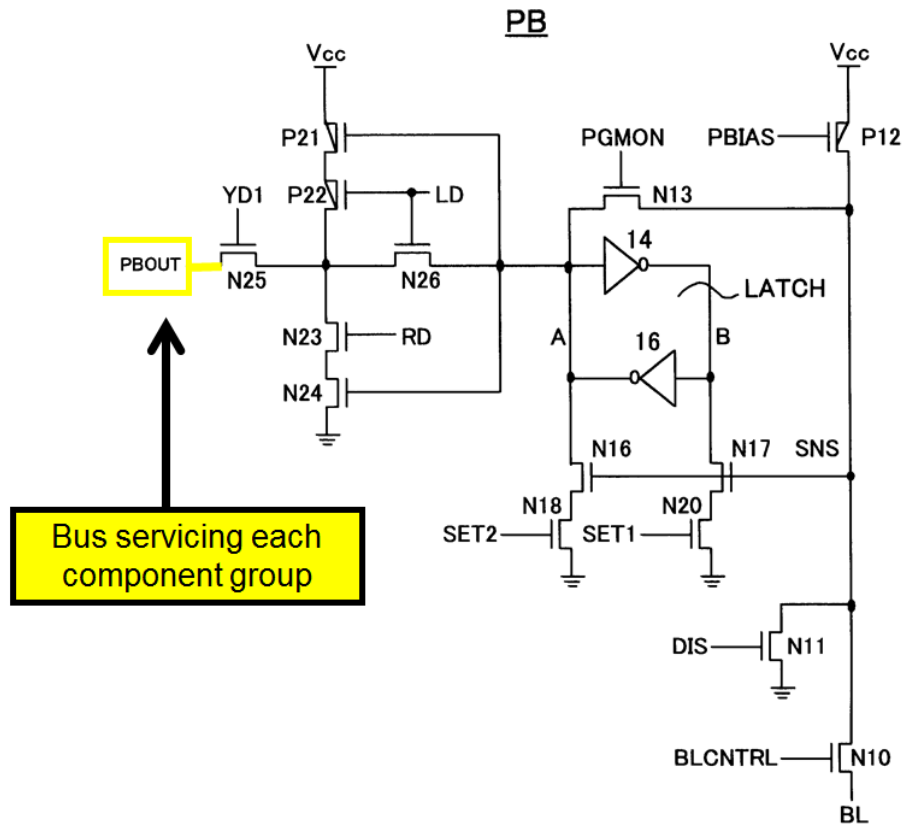 PB
Vcc
Vcc
P21
PGMON
PBIAS
P12
YD1
P22
LD
N13
PBOUT
N25
N26
14
LATCH
N23
RD
A
16
B
N24
N16
N17
SNS
N18
N20
SET2
SET1
Bus servicing each
component group
DIS
N11
BLCNTRL
N10
BL